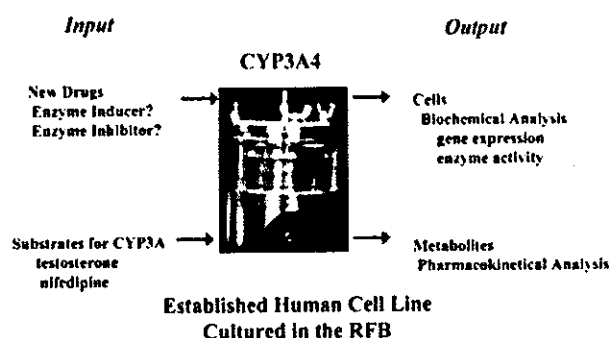 Input
Output
CYP3A4
New Drugs
Enzyme Inducer?
Enzyme Inhibitor?
Cells
Biochemical Analysis
gene expression
enzyme activity
Substrates for CYP3A
testosterone
nifedipine
Metabolites
Pharmacokinetical Analysis
Established Human Cell Line
Cultured in the RFB